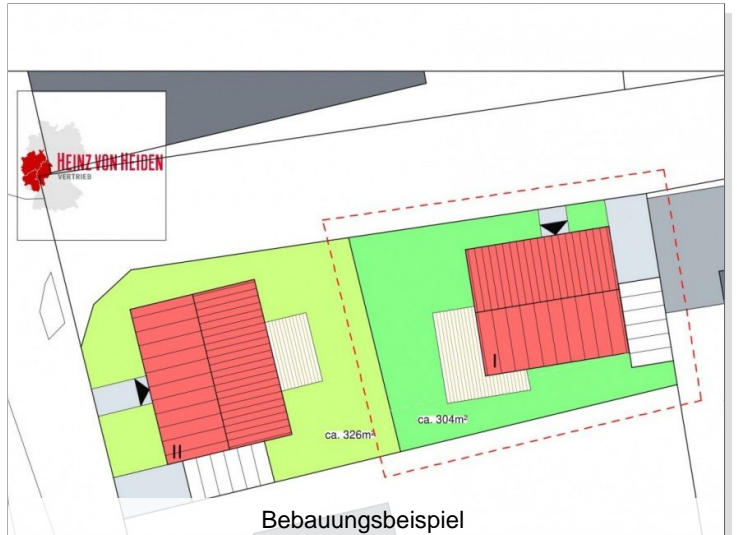 HEINZ VON HEIDEN
VERTRIEB
I
ca. 304m²
ca. 326m²
II
Bebauungsbeispiel